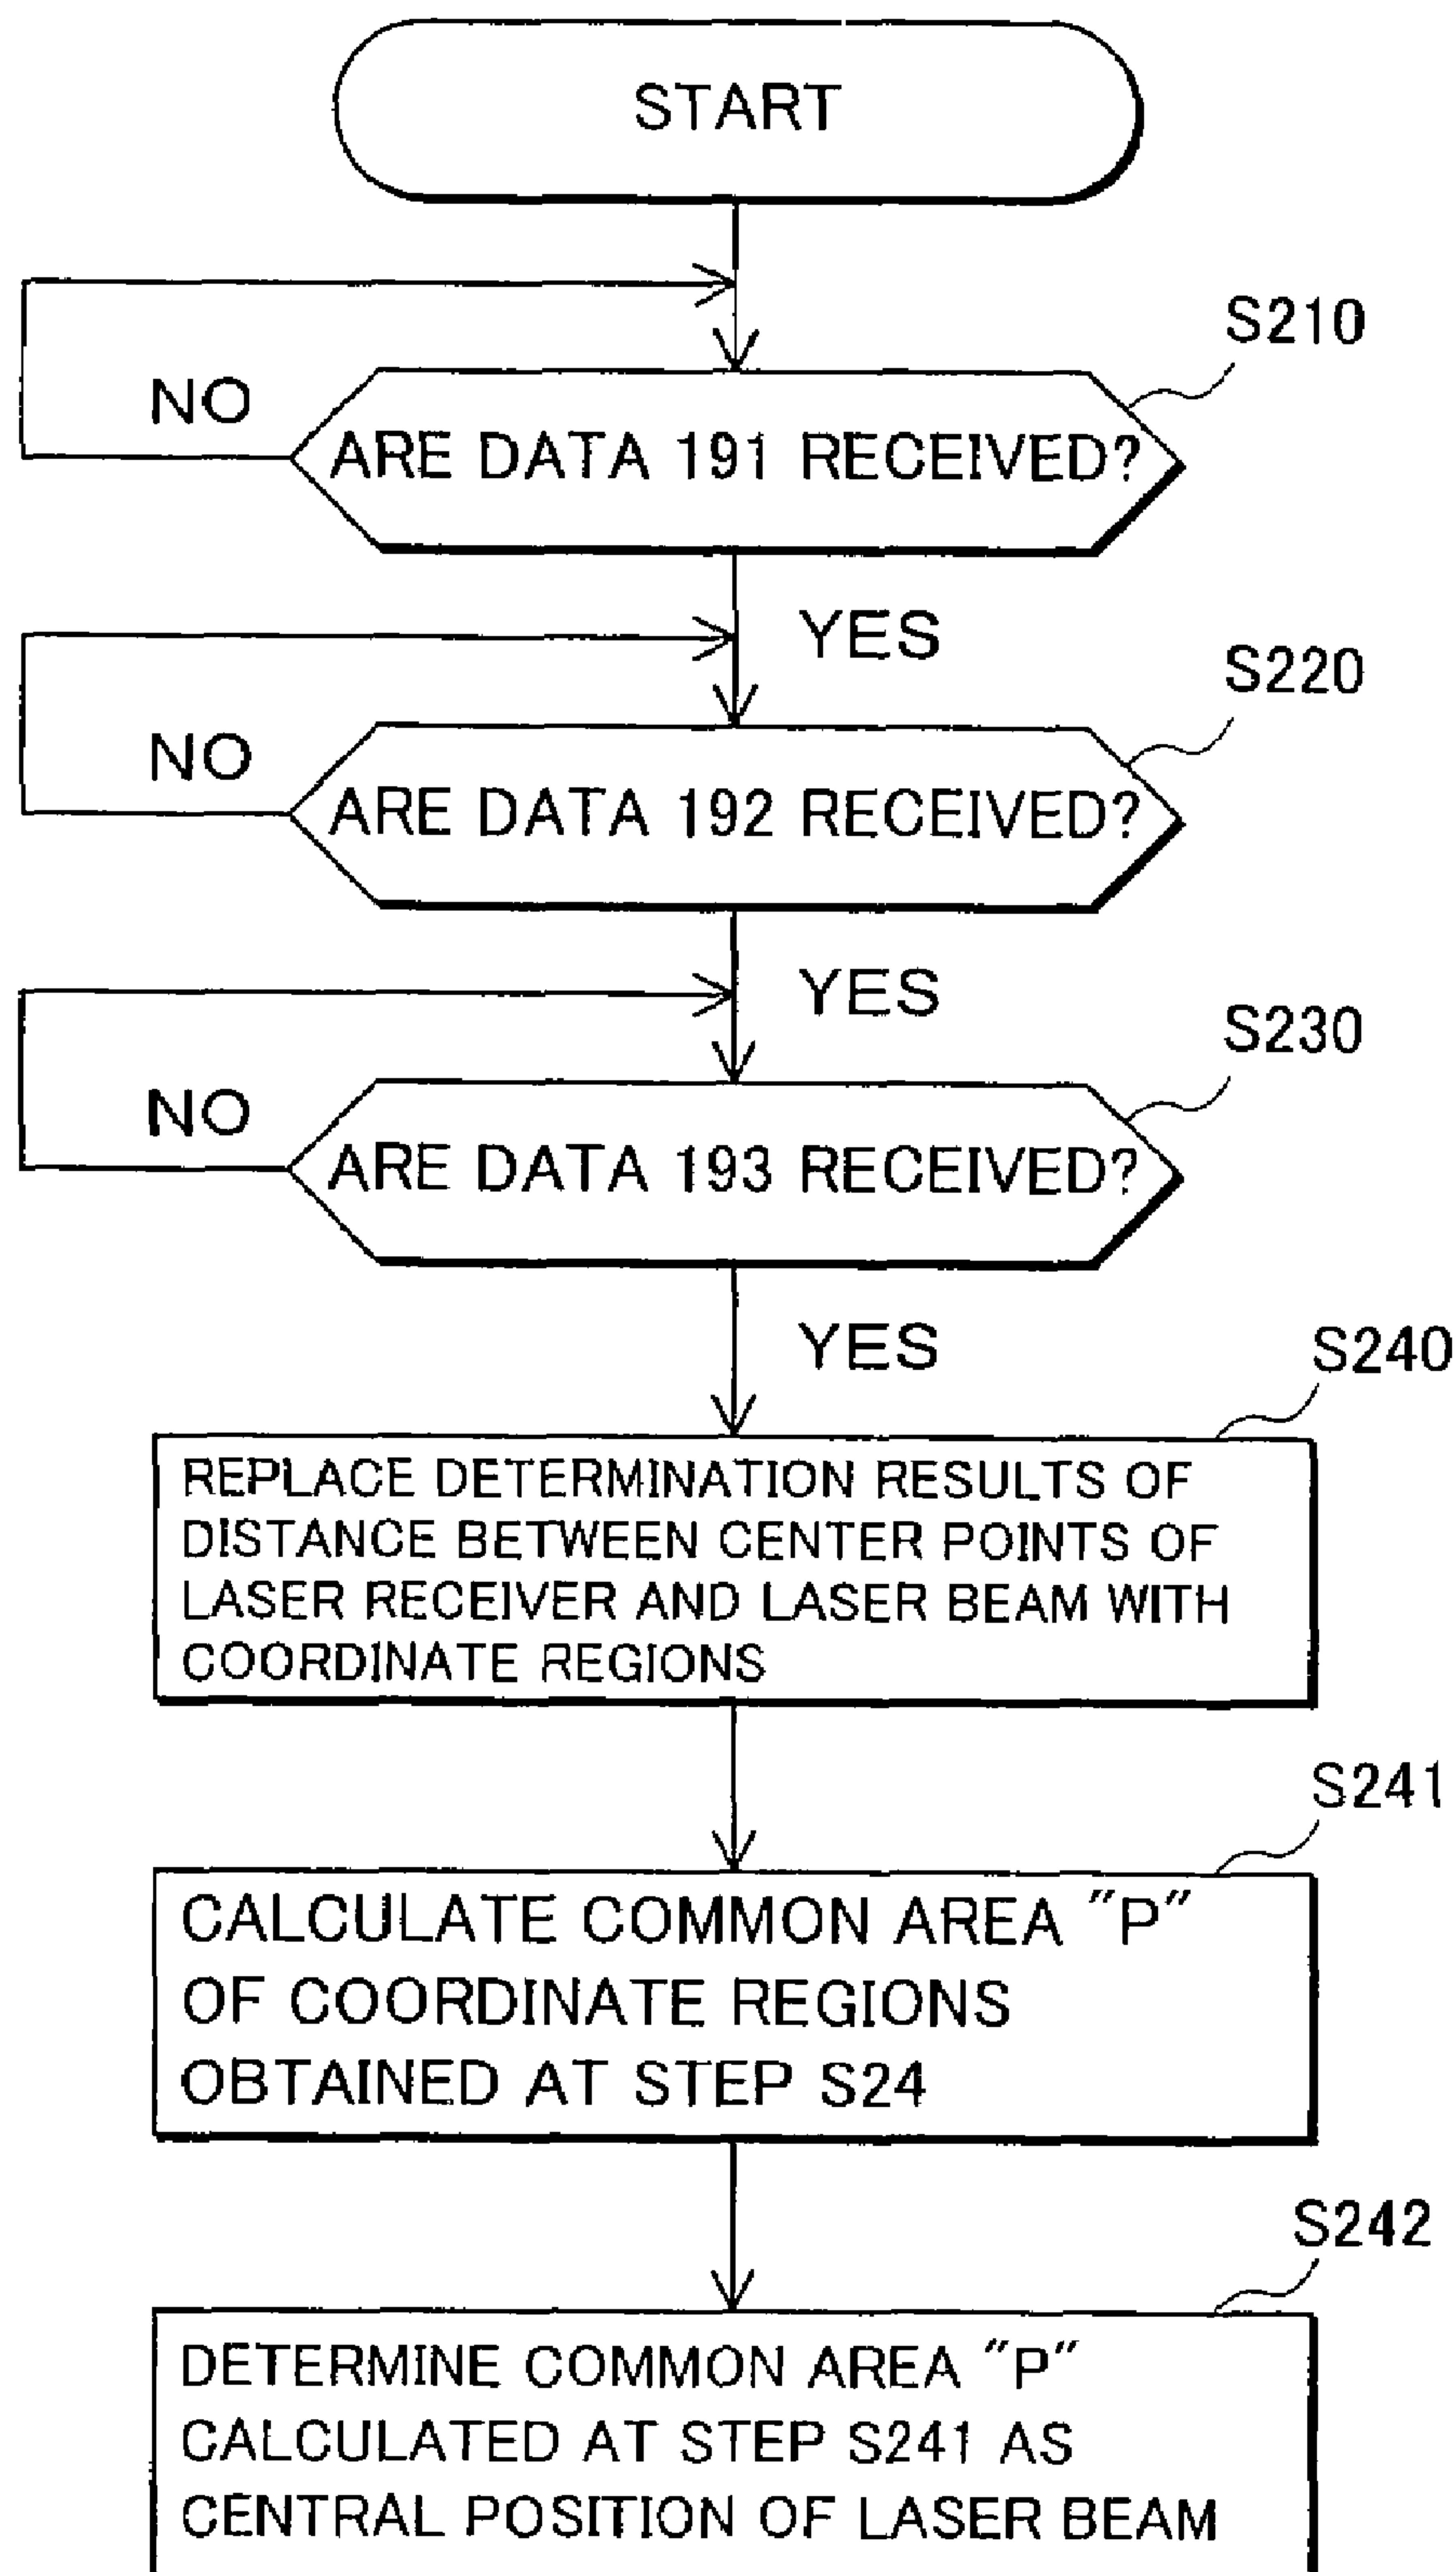 START
S210
NO
ARE DATA 191 RECEIVED?
YES
S220
NO
ARE DATA 192 RECEIVED?
YES
S230
NO
ARE DATA 193 RECEIVED?
YES
S240
REPLACE DETERMINATION RESULTS OF
DISTANCE BETWEEN CENTER POINTS OF
LASER RECEIVER AND LASER BEAM WITH
COORDINATE REGIONS
S241
CALCULATE COMMON AREA "P"
OF COORDINATE REGIONS
OBTAINED AT STEP S24
S242
DETERMINE COMMON AREA "P"
CALCULATED AT STEP S241 AS
CENTRAL POSITION OF LASER BEAM